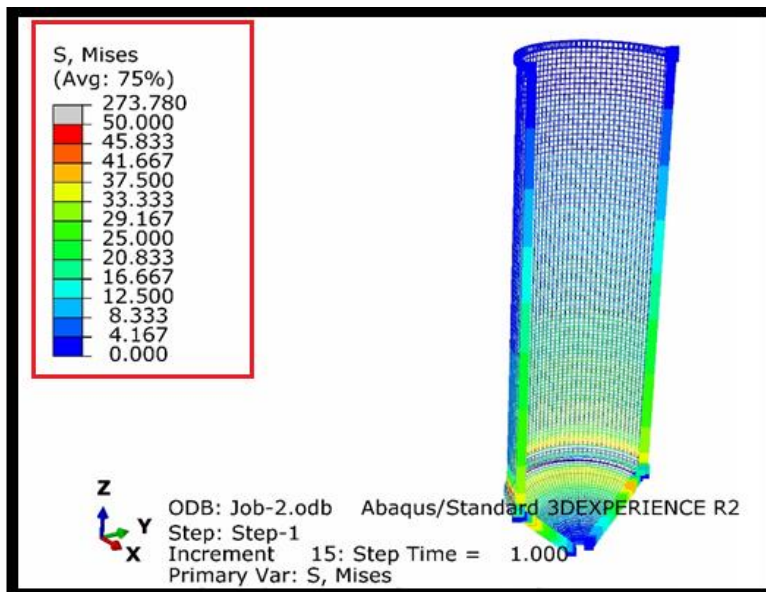 S, Mises
(Avg: 75%)
273.780
50.000
45.833
41.667
37.500
33.333
29.167
25.000
20.833
16.667
12.500
8.333
4.167
0.000
Z
Y
X
ODB: Job-2.odb Abaqus/Standard 3DEXPERIENCE R2
Step: Step-1
Increment 15: Step Time = 1.000
Primary Var: S, Mises